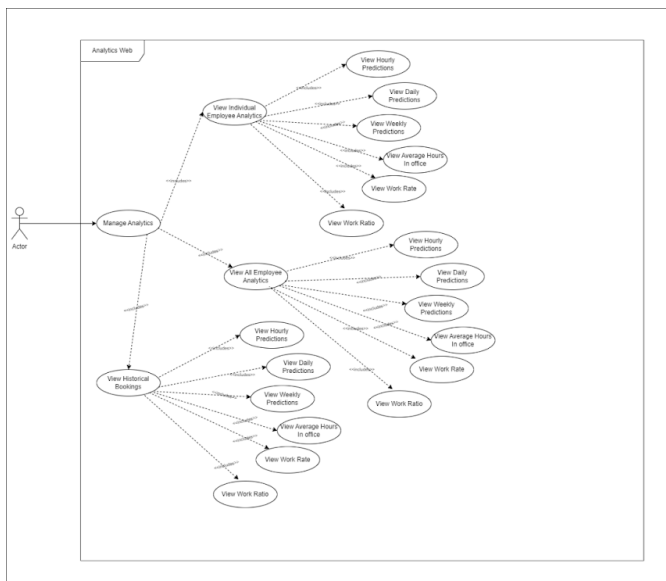 Analytics Web
View Hourly
Predictions
View Daily
Predictions
View Individual
Employee Analytics
View Weekly
Predictions
View Average Hours
In office
View Work Rate
View Work Ratio
Manage Analytics
Actor
View Hourly
Predictions
View All Employee
Analytics
View Daily
Predictions
View Weekly
Predictions
View Average Hours
In office
View Work Rate
View Work Ratio
View Historical
Bookings
View Hourly
Predictions
View Daily
Predictions
View Weekly
Predictions
View Average Hours
In office
View Work Rate
View Work Ratio